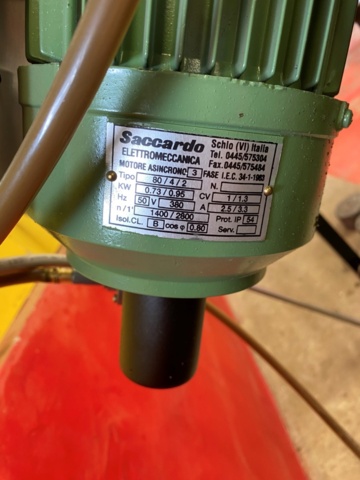 Saccardo Schio (VI) Italia
ELETTROMECCANICA Tel. 0445/575304
Fax. 0445/575484
MOTORE ASINCRONO 3 FASE I.E.C. 34-1-1983
Tipo 80/4/2 N.
KW 0.73/0.95 CV 1/1.3
Hz 50 V 380 A 2.5/3.3
n/1' 1400/2800 Prot. IP 54
Isol.CL. B cos φ 0.80 Serv.